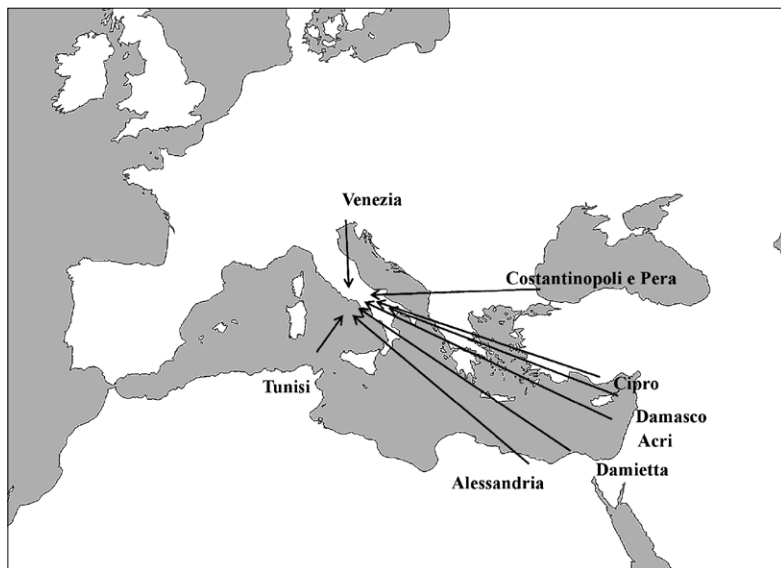 Venezia
Costantinopoli e Pera
Tunisi
Cipro
Damasco
Acri
Alessandria
Damietta